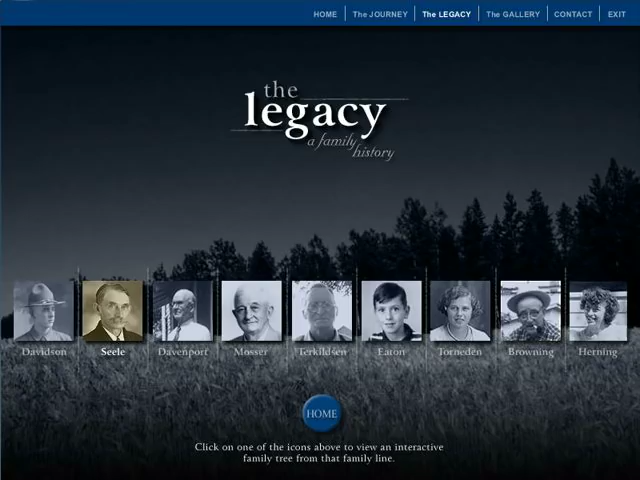 HOME The JOURNEY The LEGACY The GALLERY CONTACT EXIT
the
legacy
a family
history
Davidson Seele Davenport Mosser Terkildsen Eaton Torneden Browning Herning
HOME
Click on one of the icons above to view an interactive
family tree from that family line.